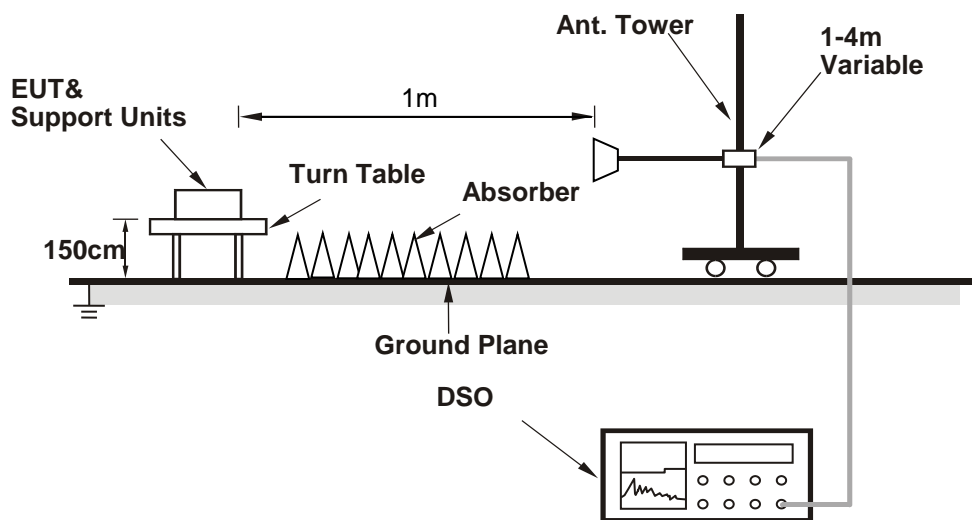 Ant. Tower
1-4m
Variable
EUT&
Support Units
1m
Turn Table
Absorber
150cm
Ground Plane
DSO